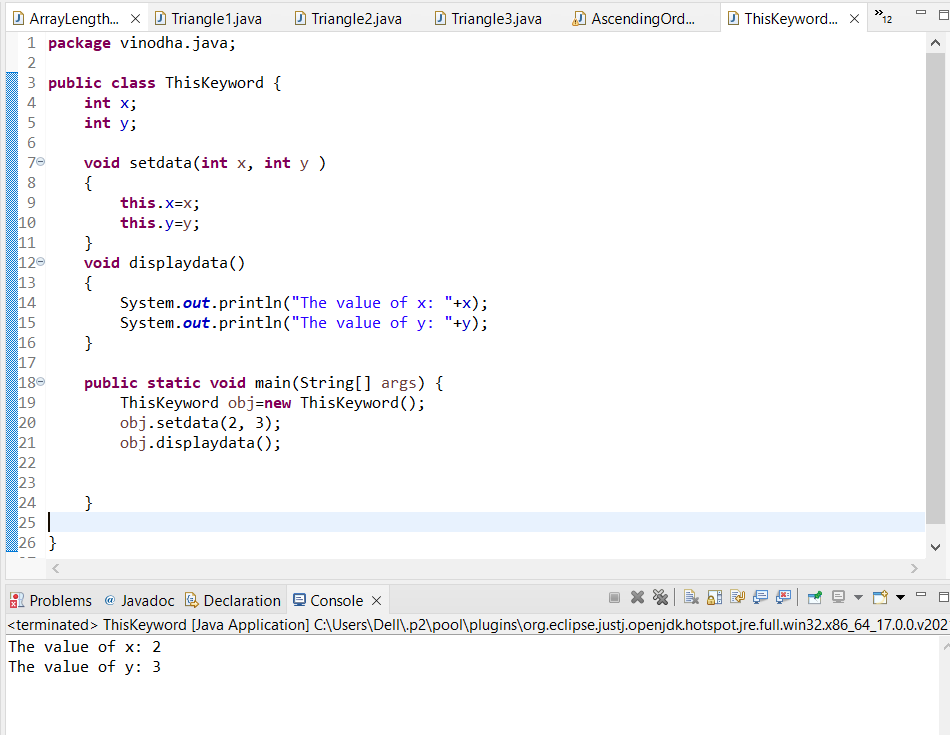 ArrayLength... Triangle1.java Triangle2.java Triangle3.java AscendingOrd... ThisKeyword... »12
1 package vinodha.java;
2
3 public class ThisKeyword {
4 int x;
5 int y;
6
7 void setdata(int x, int y )
8 {
9 this.x=x;
10 this.y=y;
11 }
12 void displaydata()
13 {
14 System.out.println("The value of x: "+x);
15 System.out.println("The value of y: "+y);
16 }
17
18 public static void main(String[] args) {
19 ThisKeyword obj=new ThisKeyword();
20 obj.setdata(2, 3);
21 obj.displaydata();
22
23
24 }
25
26 }
Problems @ Javadoc Declaration Console
<terminated> ThisKeyword [Java Application] C:\Users\Dell\.p2\pool\plugins\org.eclipse.justj.openjdk.hotspot.jre.full.win32.x86_64_17.0.0.v202
The value of x: 2
The value of y: 3